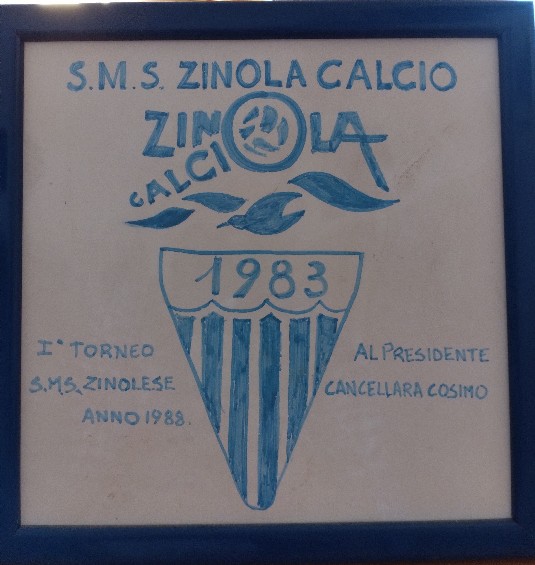 S.M.S. ZINOLA CALCIO
ZINOLA
CALCIO
1983
I° TORNEO
S.M.S. ZINOLESE
ANNO 1988.
AL PRESIDENTE
CANCELLARA COSIMO